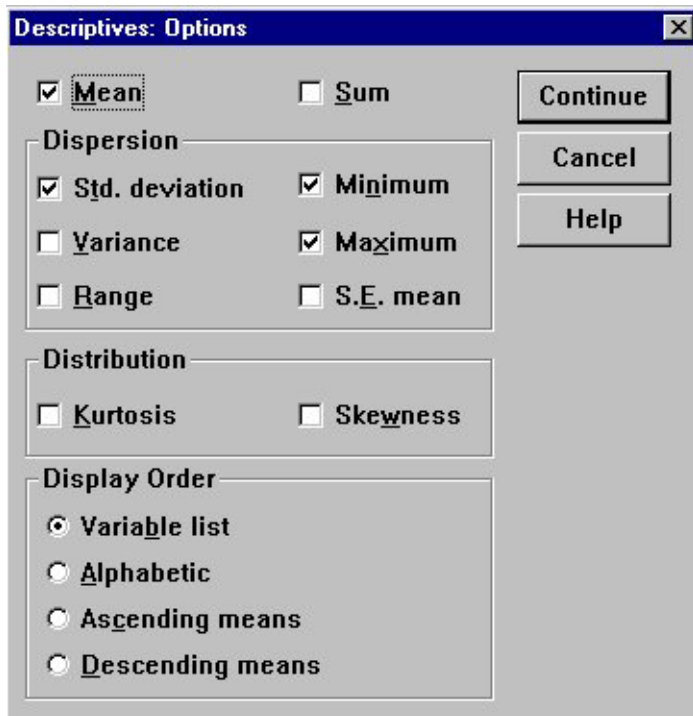 Descriptives: Options
Mean
Sum
Continue
Cancel
Help
Dispersion
Std. deviation
Minimum
Variance
Maximum
Range
S.E. mean
Distribution
Kurtosis
Skewness
Display Order
Variable list
Alphabetic
Ascending means
Descending means